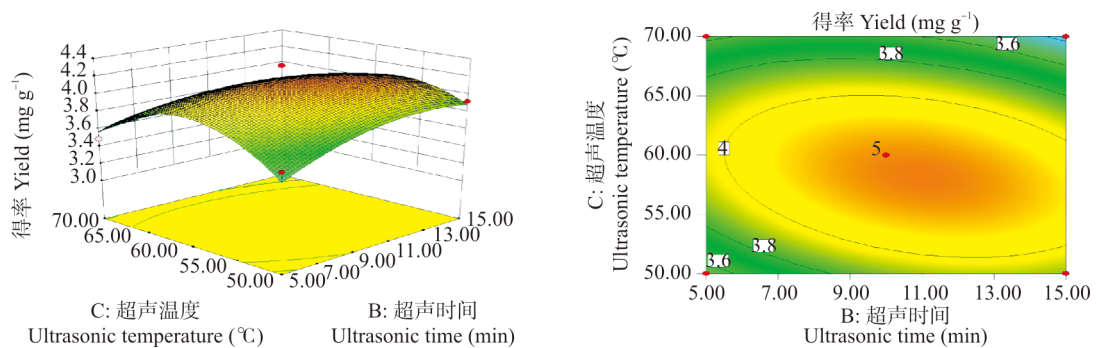 得率 Yield (mg g⁻¹)
4.4
4.2
4.0
3.8
3.6
3.4
3.2
3.0
70.00
65.00
60.00
55.00
50.00
15.00
13.00
11.00
9.00
7.00
5.00
C: 超声温度
Ultrasonic temperature (℃)
B: 超声时间
Ultrasonic time (min)
得率 Yield (mg g⁻¹)
C: 超声温度
Ultrasonic temperature (℃)
70.00
65.00
60.00
55.00
50.00
3.6
3.8
4
5
3.8
3.6
5.00 7.00 9.00 11.00 13.00 15.00
B: 超声时间
Ultrasonic time (min)